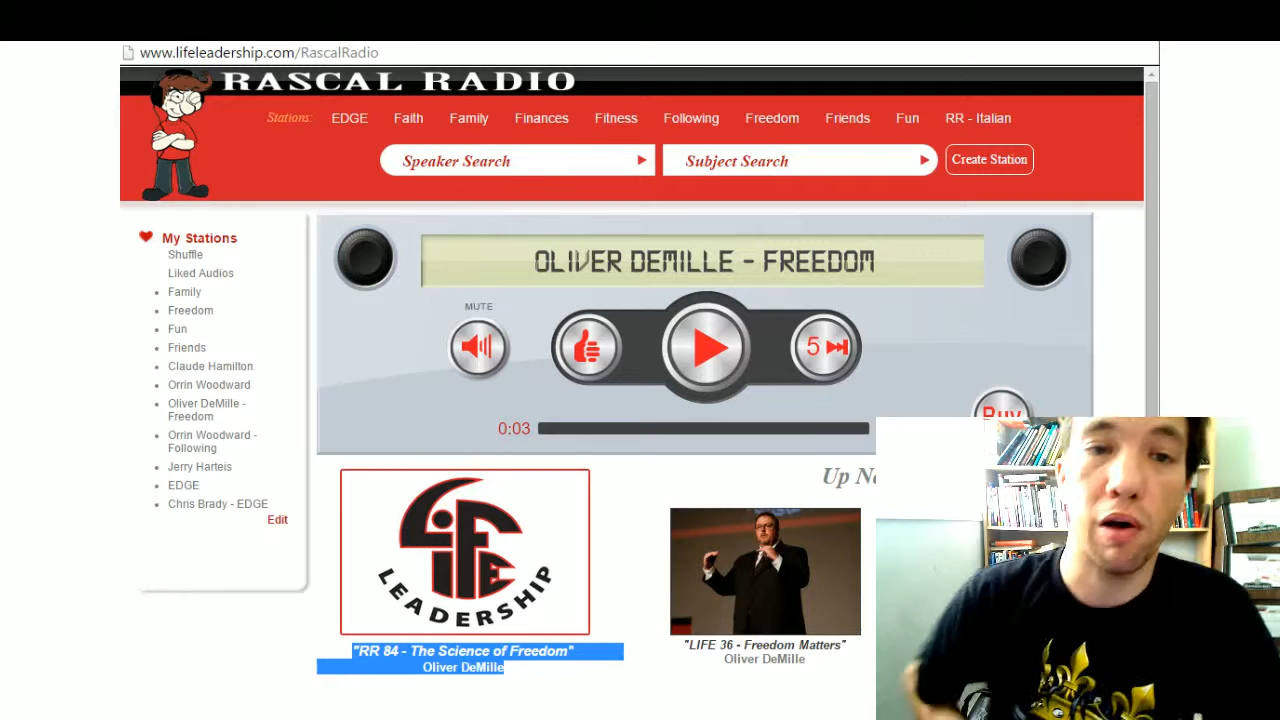 www.lifeleadership.com/RascalRadio
RASCAL RADIO
Stations: EDGE Faith Family Finances Fitness Following Freedom Friends Fun RR - Italian
Speaker Search Subject Search Create Station
My Stations
Shuffle
Liked Audios
Family
Freedom
Fun
Friends
Claude Hamilton
Orrin Woodward
Oliver DeMille -
Freedom
Orrin Woodward -
Following
Jerry Harteis
EDGE
Chris Brady - EDGE
Edit
OLIVER DEMILLE - FREEDOM
MUTE
5
Buy
0:03
Up Ne
LIFE
LEADERSHIP
"RR 84 - The Science of Freedom"
Oliver DeMille
"LIFE 36 - Freedom Matters"
Oliver DeMille